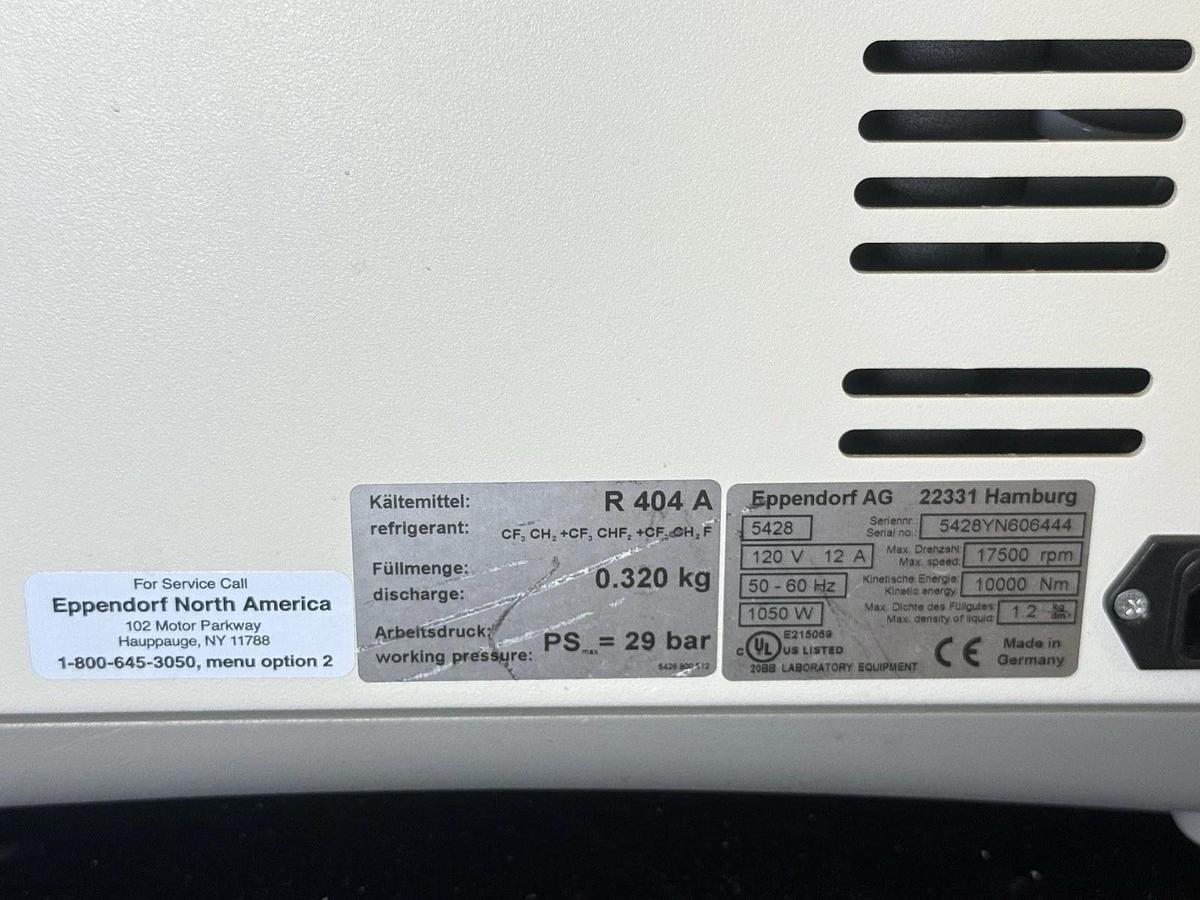 For Service Call
Eppendorf North America
102 Motor Parkway
Hauppauge, NY 11788
1-800-645-3050, menu option 2
Kältemittel: R 404 A
refrigerant: CF₃ CH₂ +CF₃ CHF₂ +CF₃ CH₂ F
Füllmenge:
discharge: 0.320 kg
Arbeitsdruck:
working pressure: PSmax = 29 bar
Eppendorf AG 22331 Hamburg
5428 Seriennr.: Serial no.: 5428YN606444
120 V 12 A Max. Drehzahl: Max. speed: 17500 rpm
50 - 60 Hz Kinetische Energie: Kinetic energy: 10000 Nm
1050 W Max. Dichte des Füllgutes: Max. density of liquid: 1.2 kg/dm³
c UL US LISTED E215059
20BB LABORATORY EQUIPMENT
CE
Made in
Germany